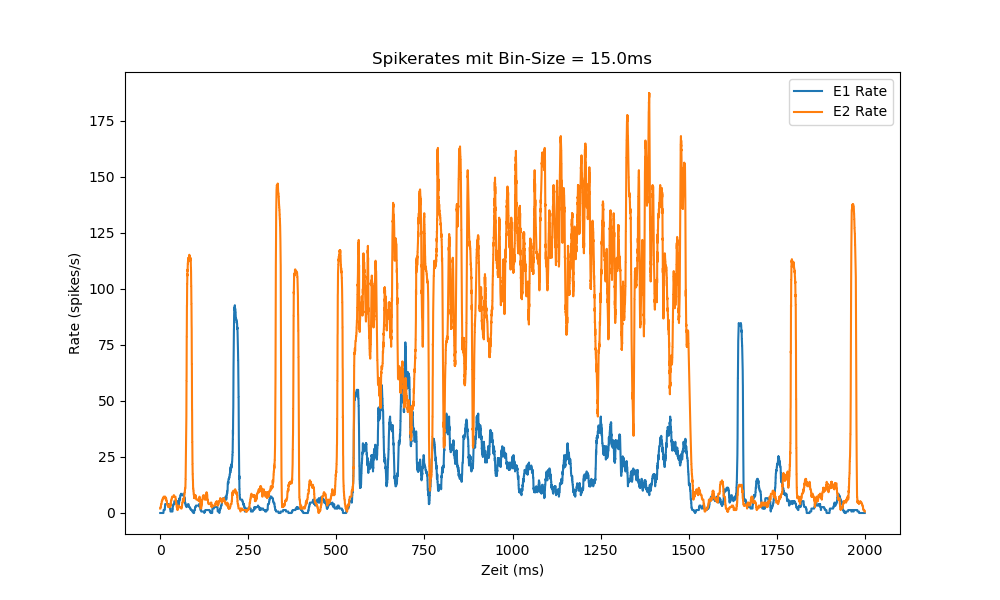 Spikerates mit Bin-Size = 15.0ms
E1 Rate
E2 Rate
175
150
125
100
75
50
25
0
Rate (spikes/s)
0 250 500 750 1000 1250 1500 1750 2000
Zeit (ms)